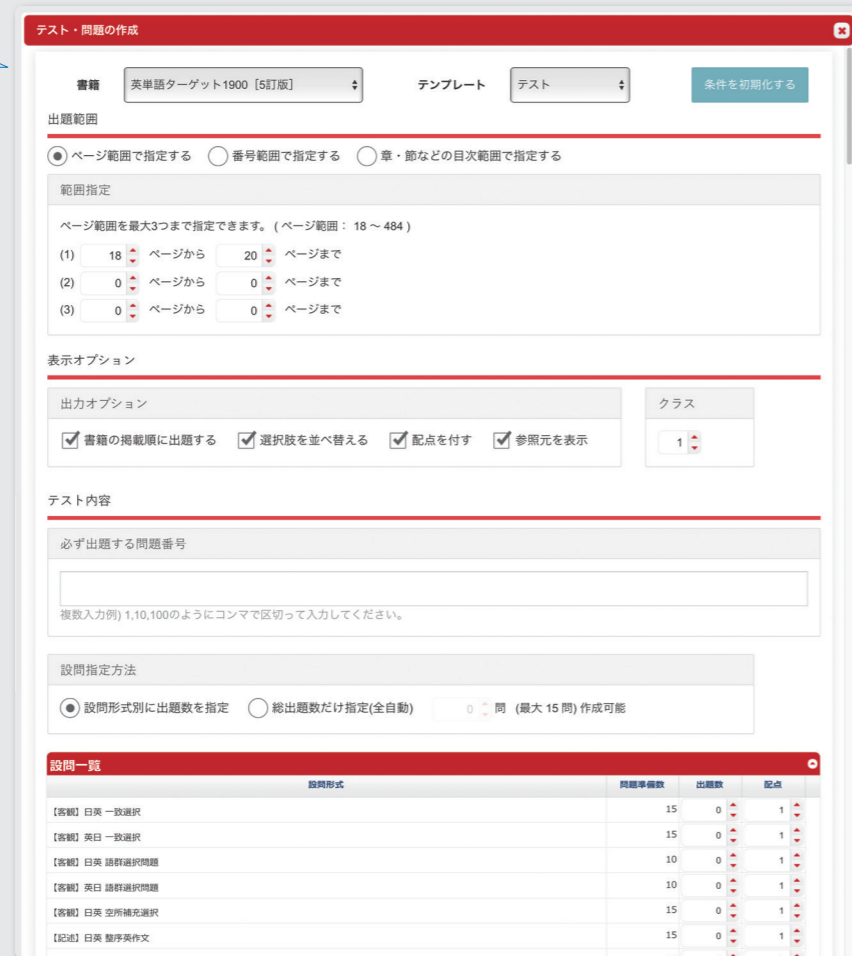 テスト・問題の作成
書籍 英単語ターゲット1900［5訂版］ テンプレート テスト 条件を初期化する
出題範囲
ページ範囲で指定する 番号範囲で指定する 章・節などの目次範囲で指定する
範囲指定
ページ範囲を最大3つまで指定できます。( ページ範囲： 18 ～ 484 )
(1) 18 ページから 20 ページまで
(2) 0 ページから 0 ページまで
(3) 0 ページから 0 ページまで
表示オプション
出力オプション クラス
書籍の掲載順に出題する 選択肢を並べ替える 配点を付す 参照元を表示 1
テスト内容
必ず出題する問題番号
複数入力例) 1,10,100のようにコンマで区切って入力してください。
設問指定方法
設問形式別に出題数を指定 総出題数だけ指定(全自動) 0 問 (最大 15 問) 作成可能
設問一覧
設問形式 問題準備数 出題数 配点
【客観】日英 一致選択 15 0 1
【客観】英日 一致選択 15 0 1
【客観】日英 語群選択問題 10 0 1
【客観】英日 語群選択問題 10 0 1
【客観】日英 空所補充選択 15 0 1
【記述】日英 整序英作文 15 0 1